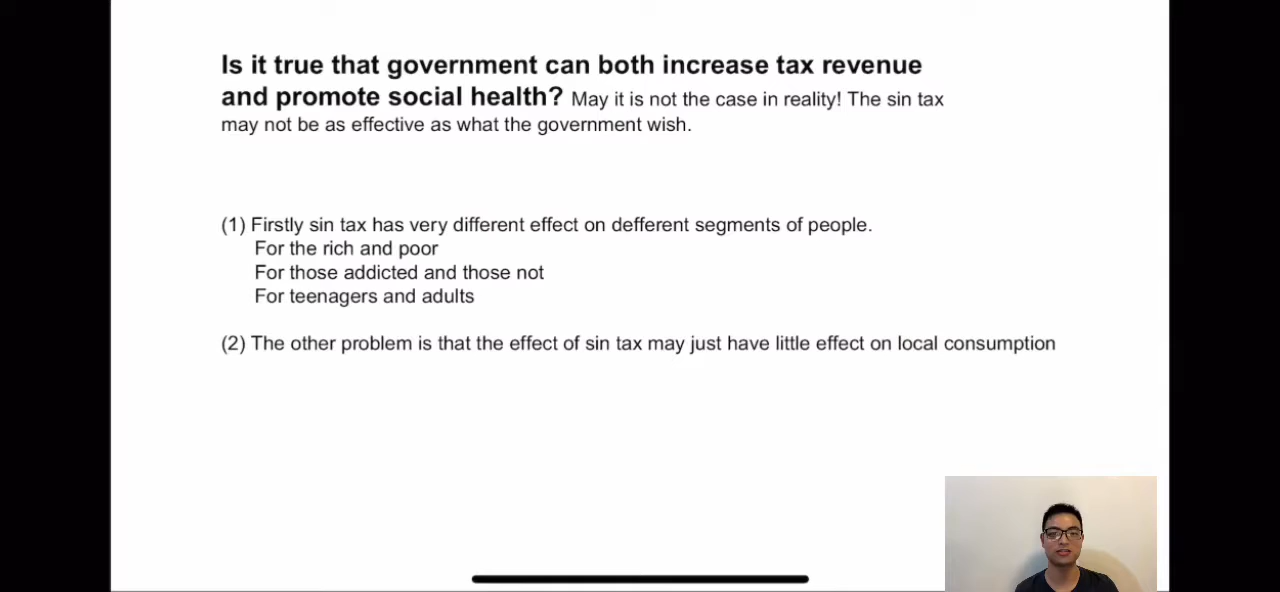 Is it true that government can both increase tax revenue
and promote social health? May it is not the case in reality! The sin tax
may not be as effective as what the government wish.
(1) Firstly sin tax has very different effect on defferent segments of people.
For the rich and poor
For those addicted and those not
For teenagers and adults
(2) The other problem is that the effect of sin tax may just have little effect on local consumption